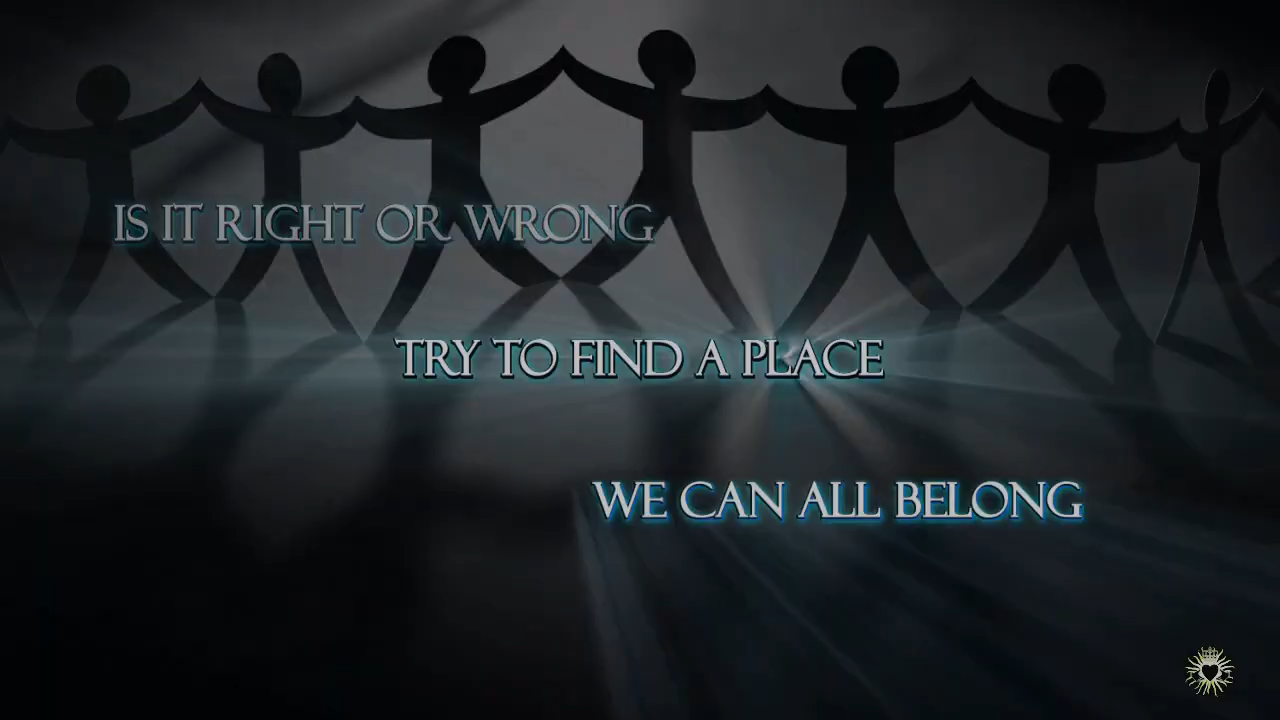 IS IT RIGHT OR WRONG
TRY TO FIND A PLACE
WE CAN ALL BELONG